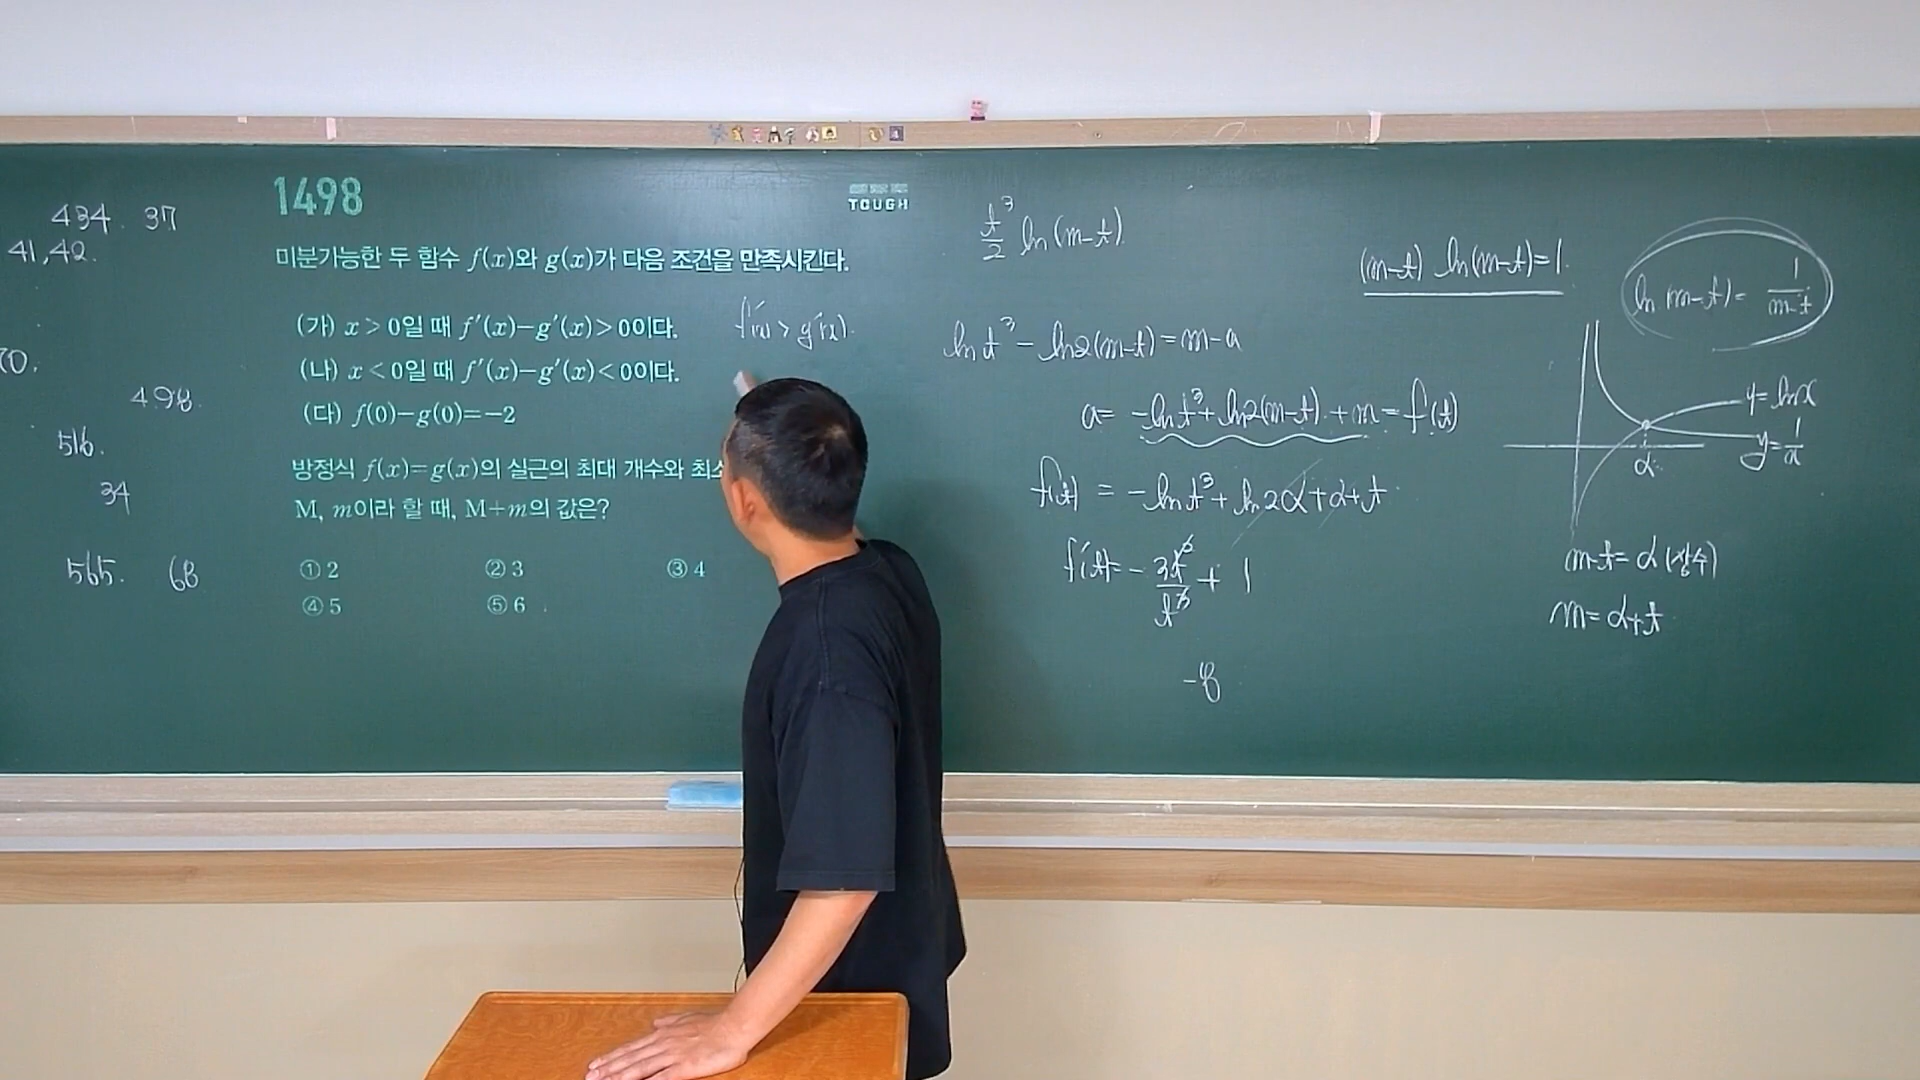 434. 37
41, 42.
70.
498.
516.
34
565. 68
1498
TOUGH
미분가능한 두 함수 f(x)와 g(x)가 다음 조건을 만족시킨다.
(가) x>0일 때 f′(x)−g′(x)>0이다.
f′(x) > g′(x).
(나) x<0일 때 f′(x)−g′(x)<0이다.
(다) f(0)−g(0)=−2
방정식 f(x)=g(x)의 실근의 최대 개수와
M, m이라 할 때, M+m의 값은?
① 2 ② 3 ③ 4
④ 5 ⑤ 6
t³/2 ln(m-t)
ln t³ - ln2(m-t) = m-a
a = -ln t³ + ln2(m-t) + m = f(t)
f(t) = -ln t³ + ln 2α + α + t
f′(t) = - 3t²/t³ + 1
-8
(m-t) ln(m-t) = 1.
ln(m-t) = 1/(m-t)
y = ln x
y = 1/x
α
m-t = α (상수)
m = α+t